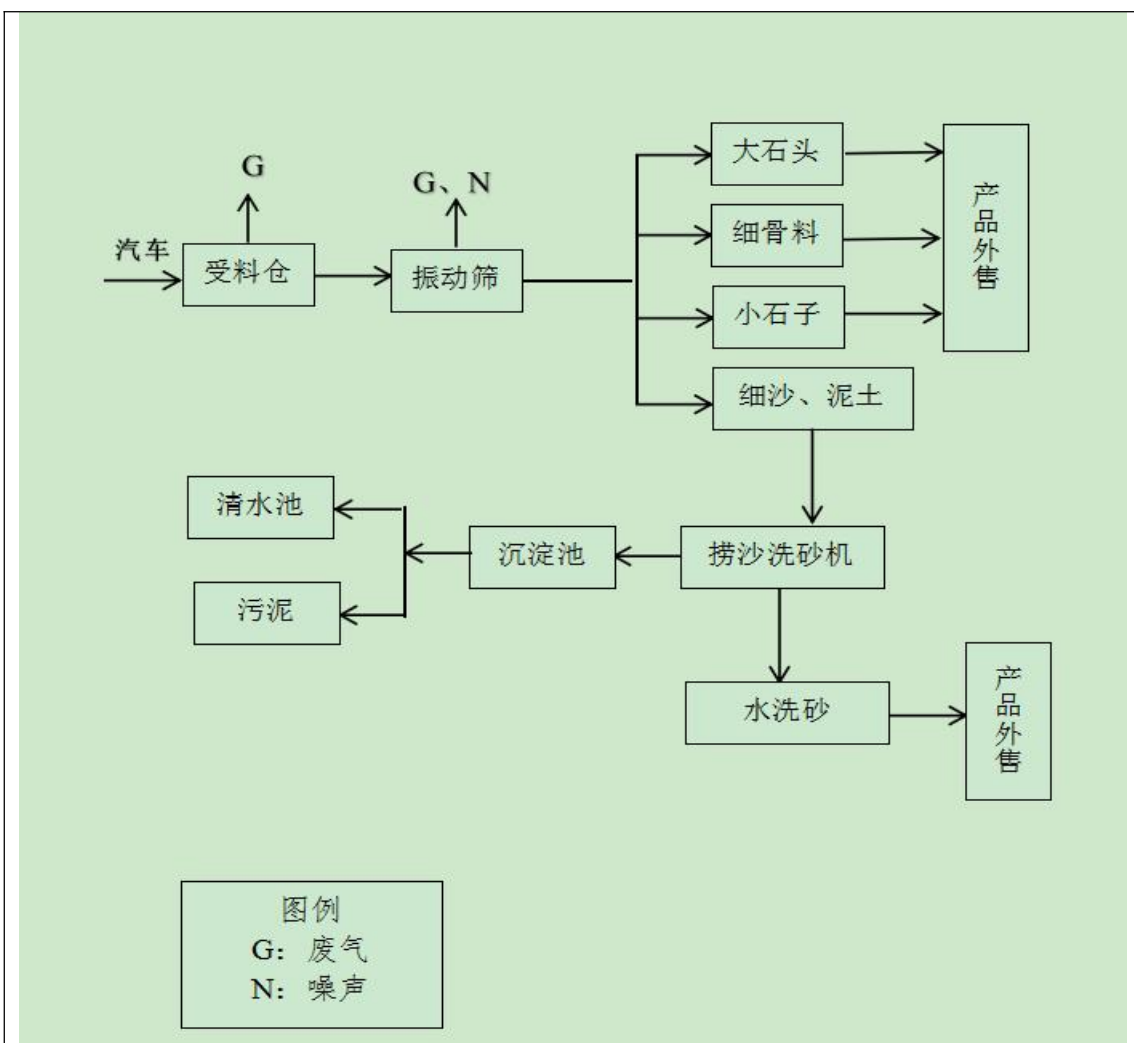 G
G、N
汽车
受料仓
振动筛
大石头
细骨料
小石子
细沙、泥土
产品外售
清水池
污泥
沉淀池
捞沙洗砂机
水洗砂
产品外售
图例
G：废气
N：噪声